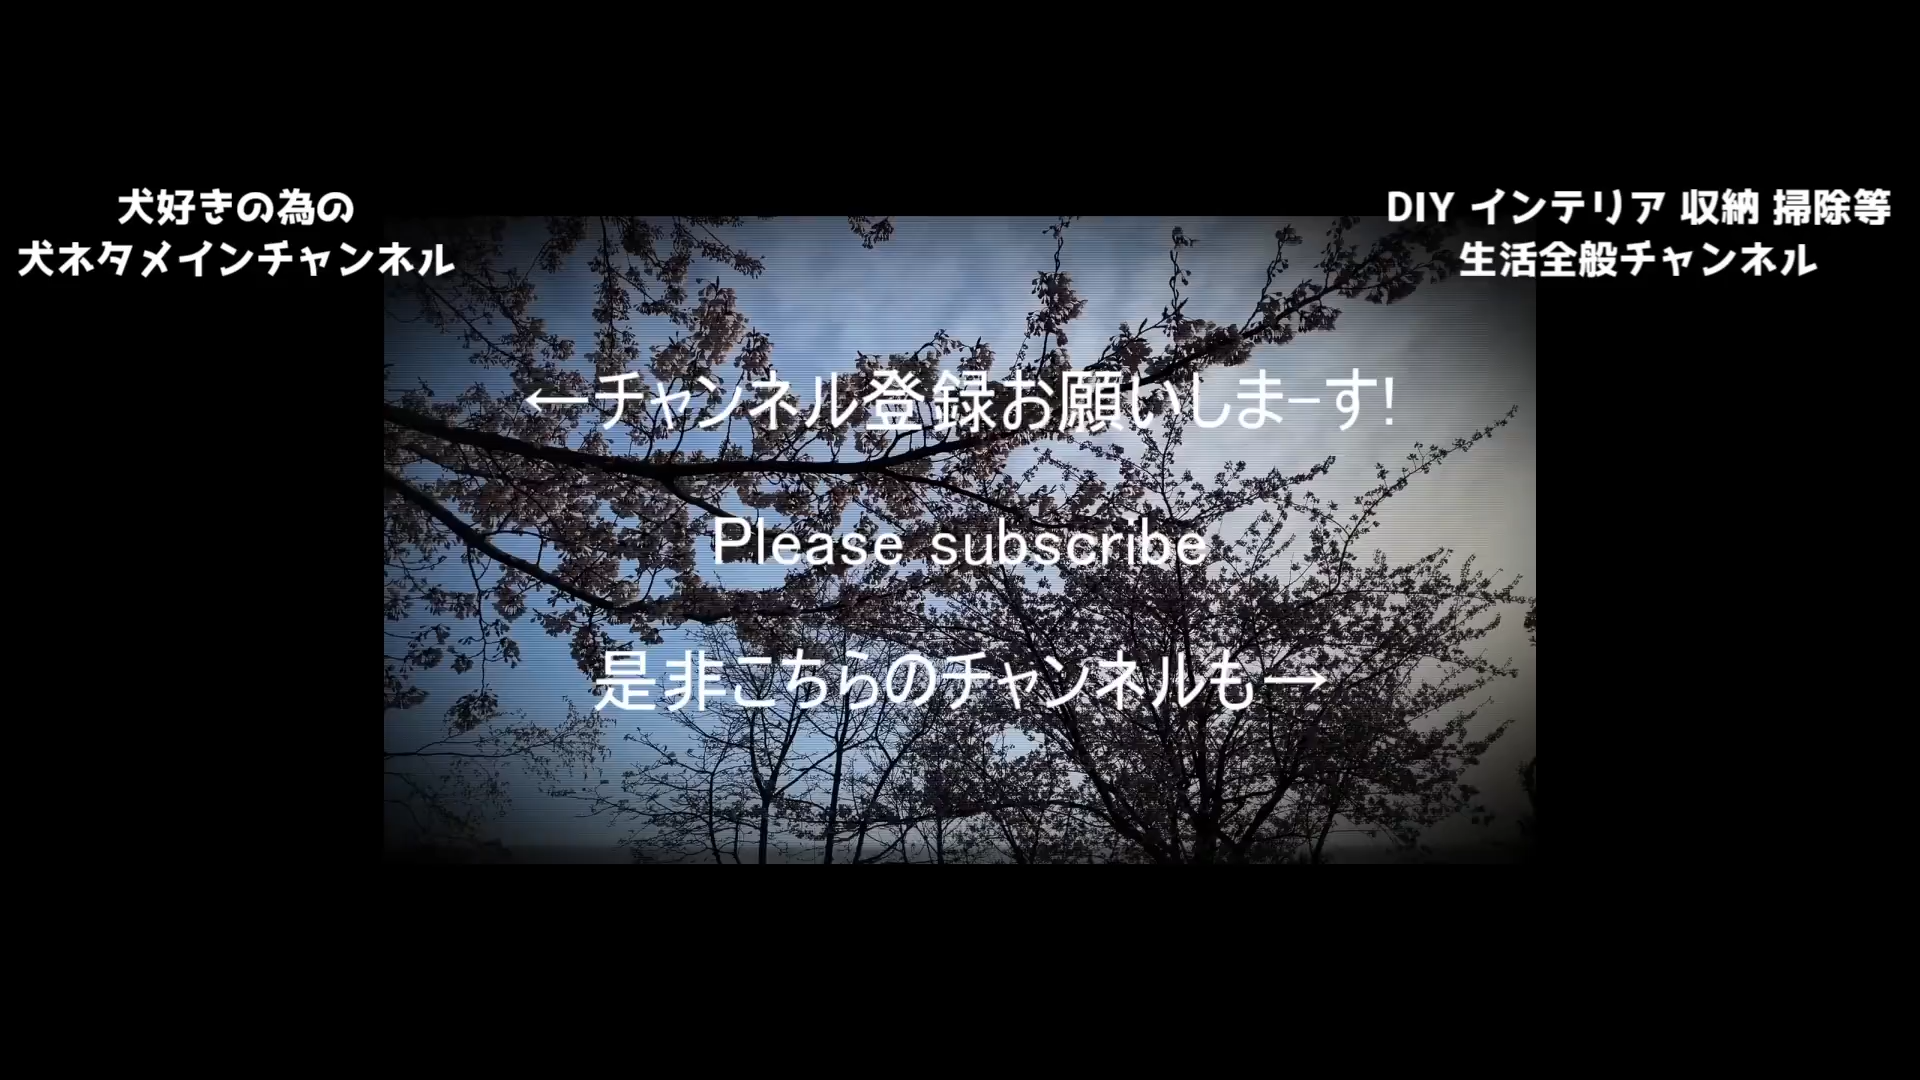 犬好きの為の
犬ネタメインチャンネル
DIY インテリア 収納 掃除等
生活全般チャンネル
←チャンネル登録お願いしまーす!
Please subscribe
是非こちらのチャンネルも→